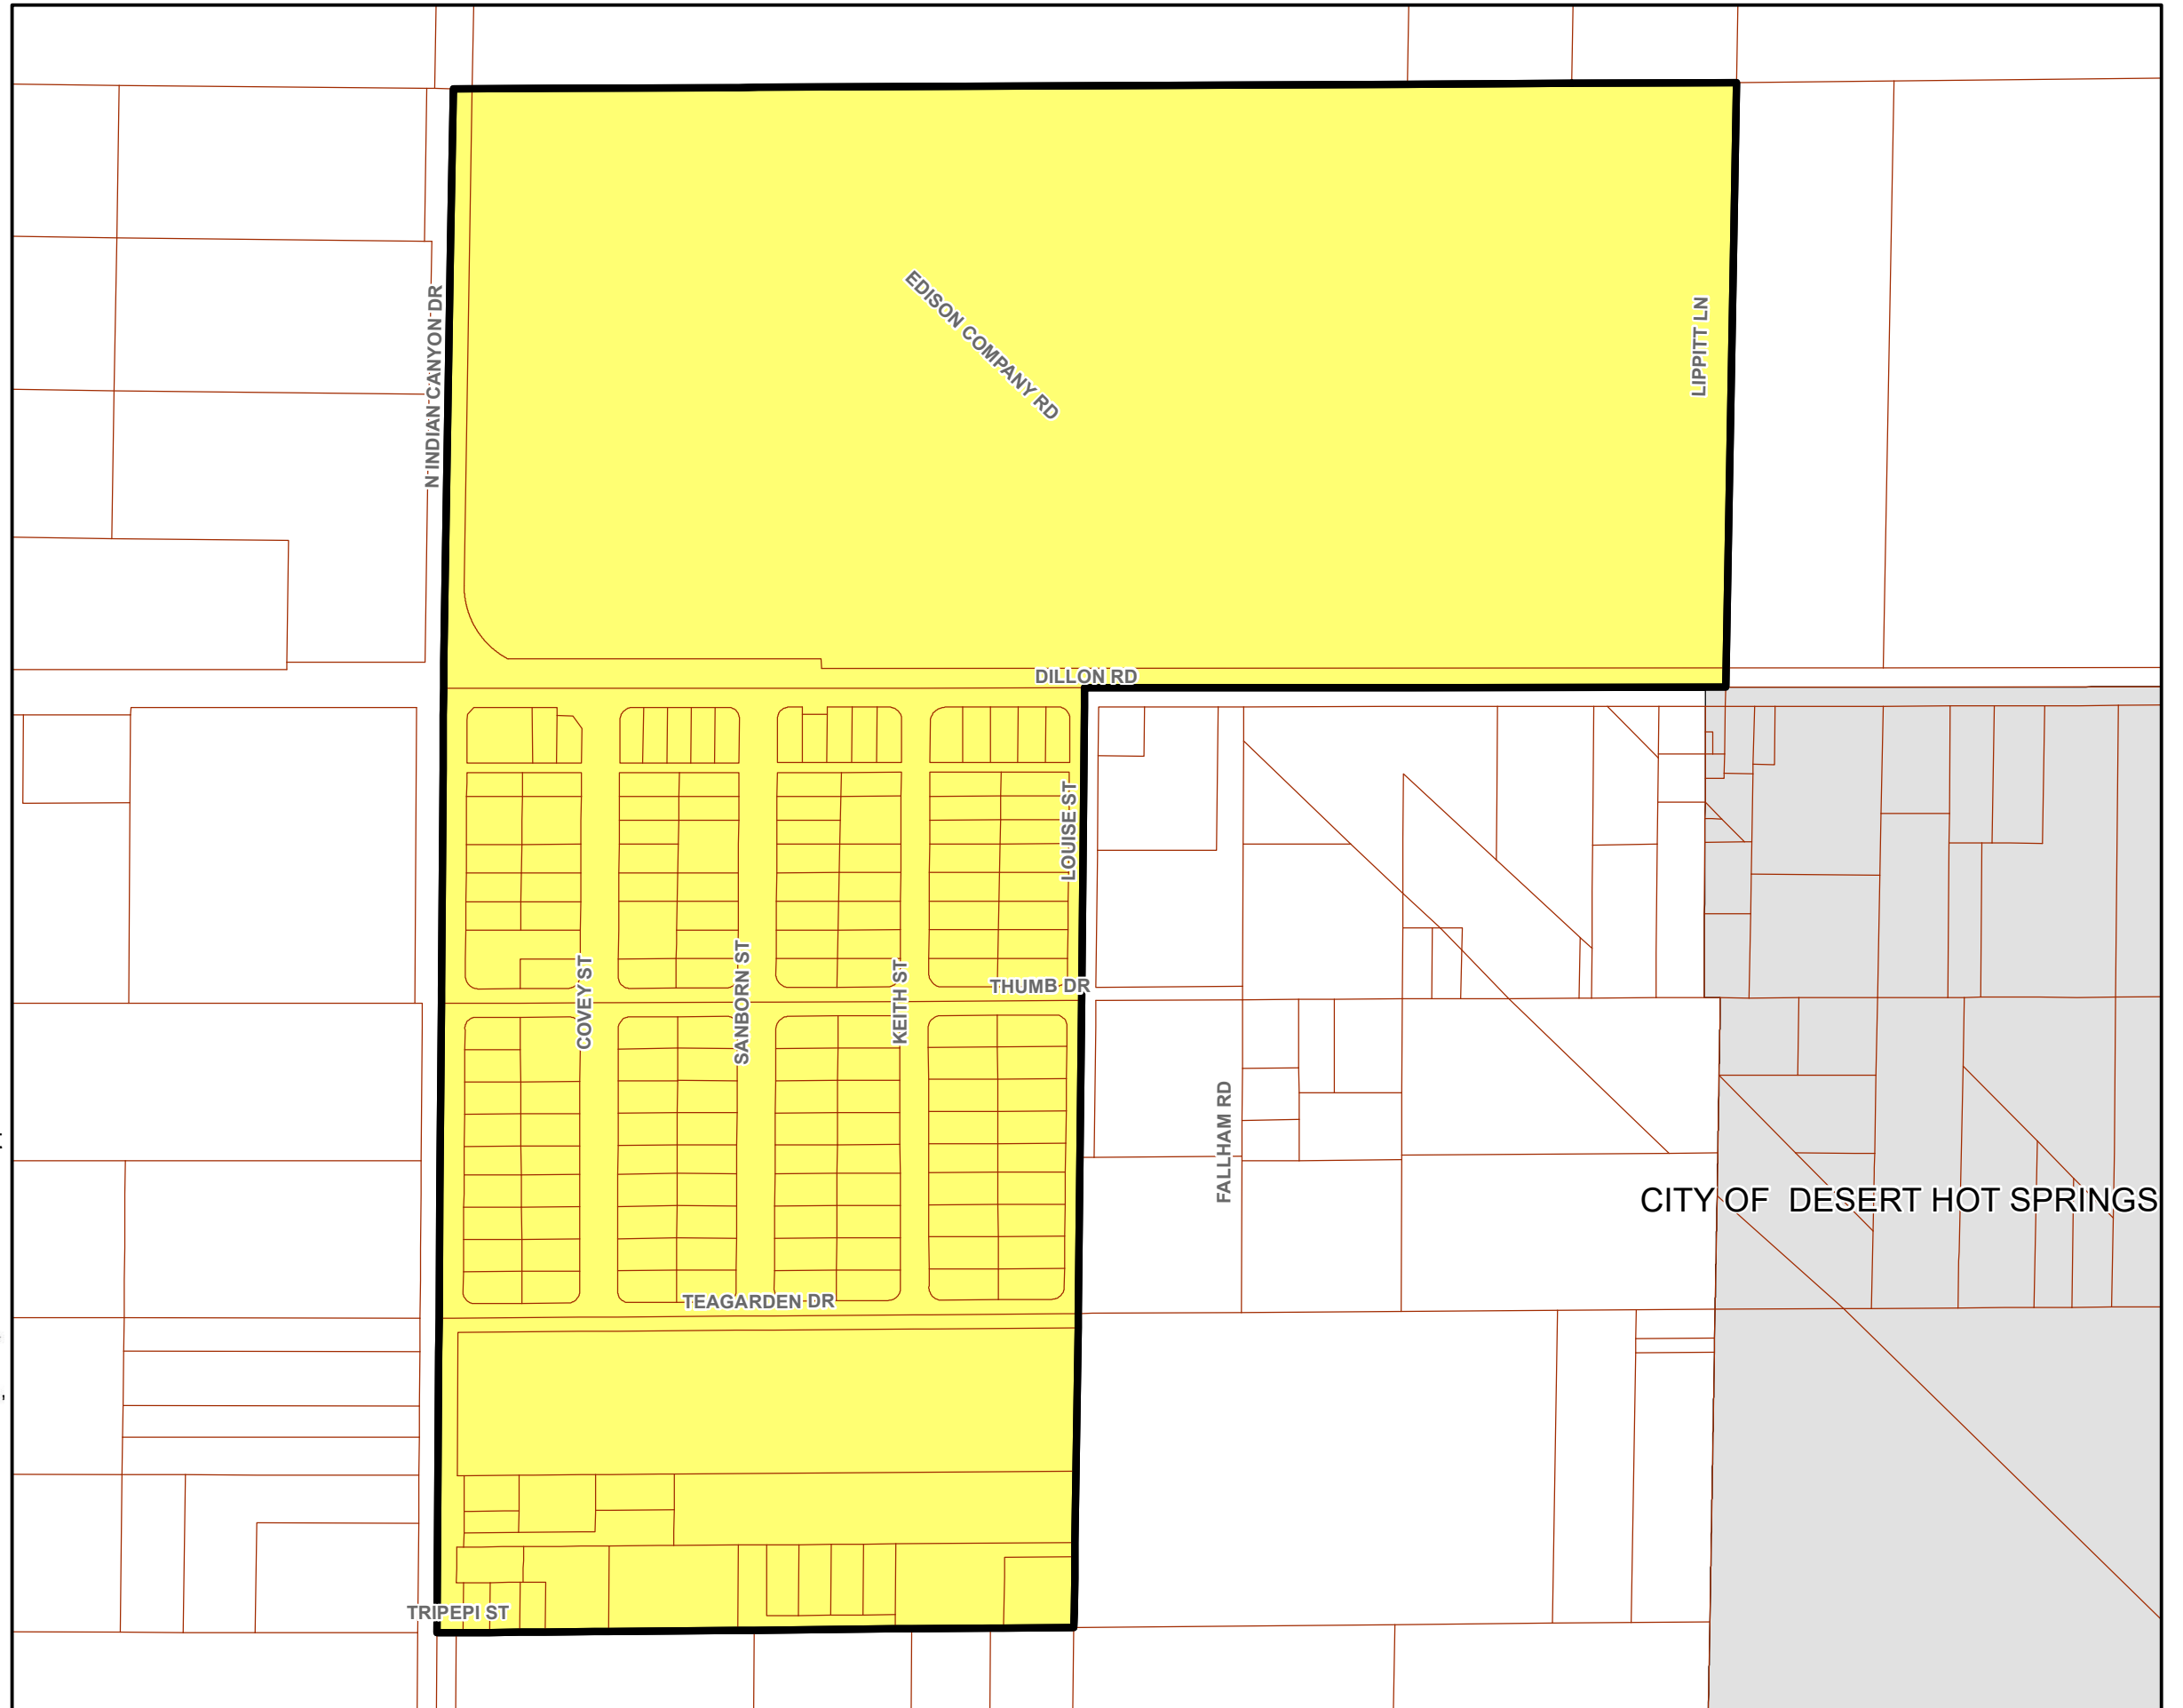 EDISON COMPANY RD
N INDIAN CANYON DR
LIPPITT LN
DILLON RD
LOUISE ST
COVEY ST
SANBORN ST
KEITH ST
THUMB DR
FALLHAM RD
CITY OF DESERT HOT SPRINGS
TEAGARDEN DR
TRIPEPI ST